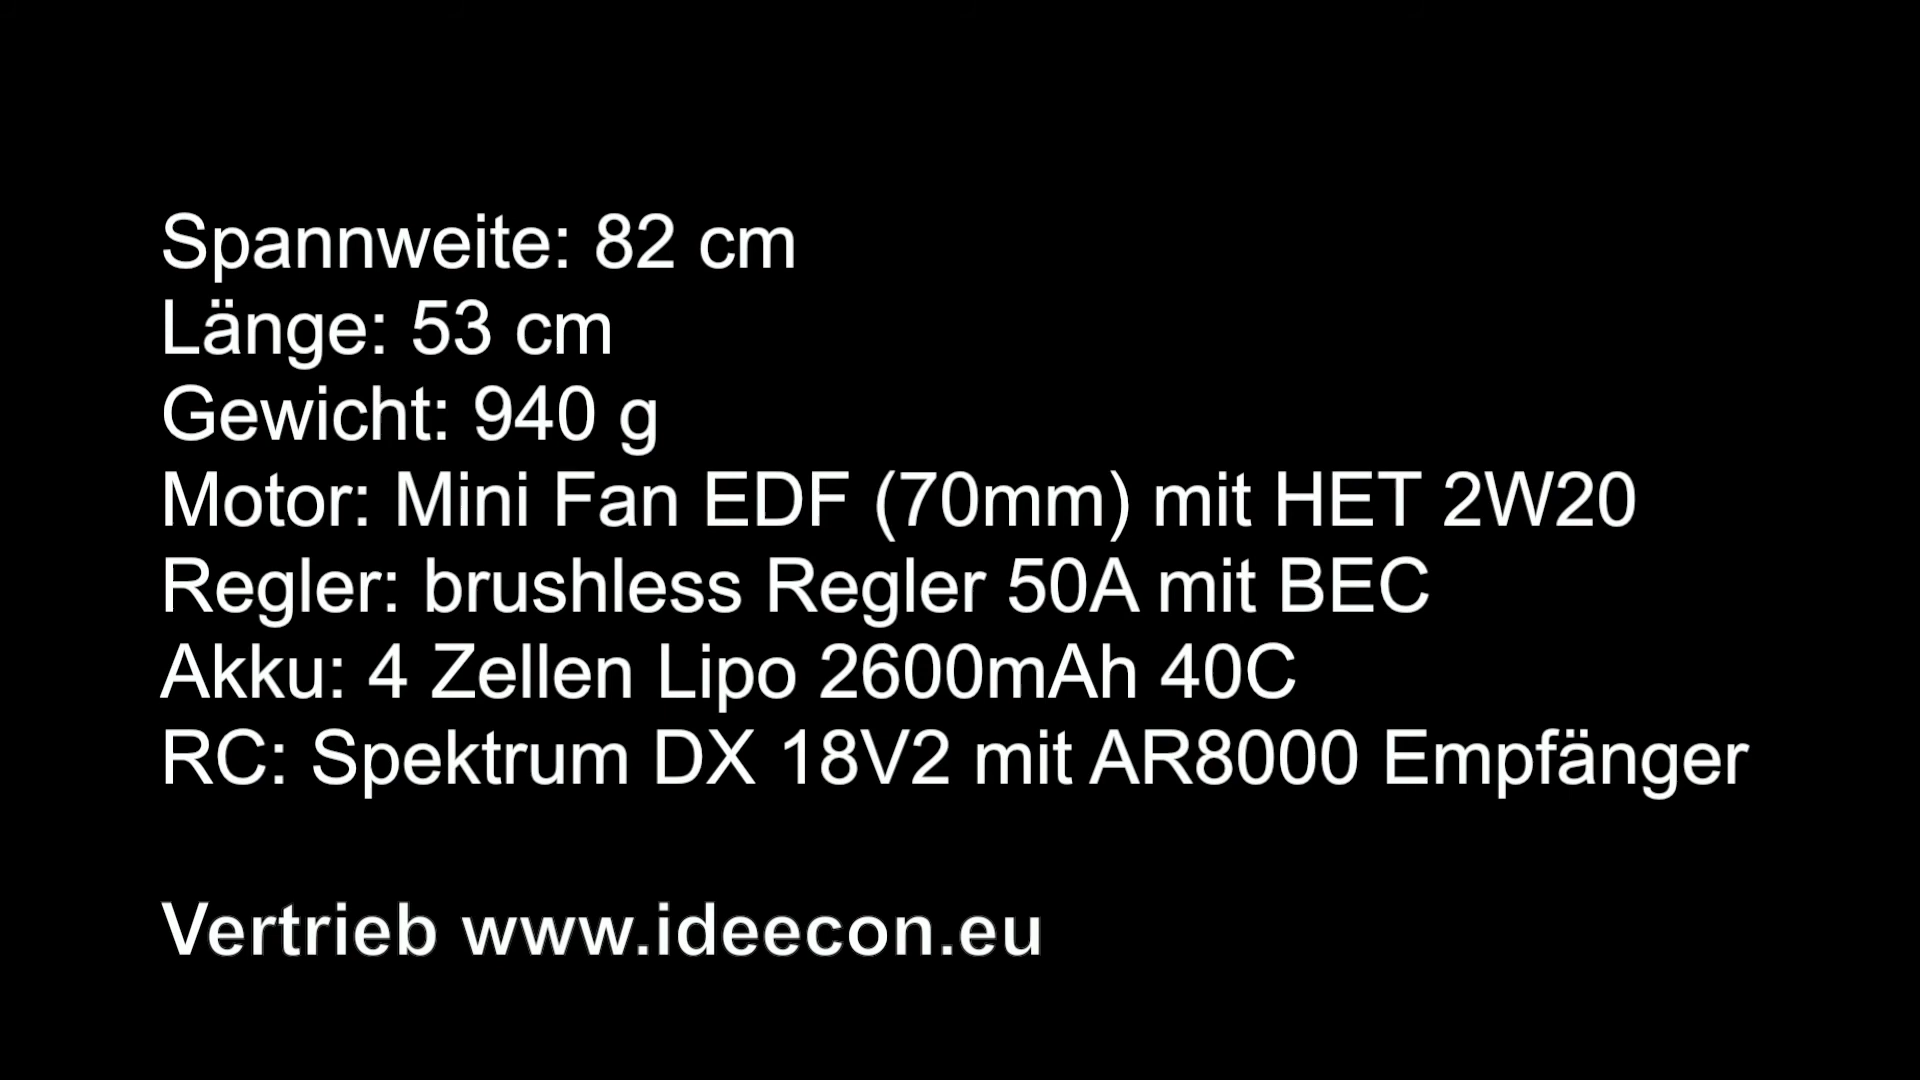 Spannweite: 82 cm
Länge: 53 cm
Gewicht: 940 g
Motor: Mini Fan EDF (70mm) mit HET 2W20
Regler: brushless Regler 50A mit BEC
Akku: 4 Zellen Lipo 2600mAh 40C
RC: Spektrum DX 18V2 mit AR8000 Empfänger
Vertrieb www.ideecon.eu